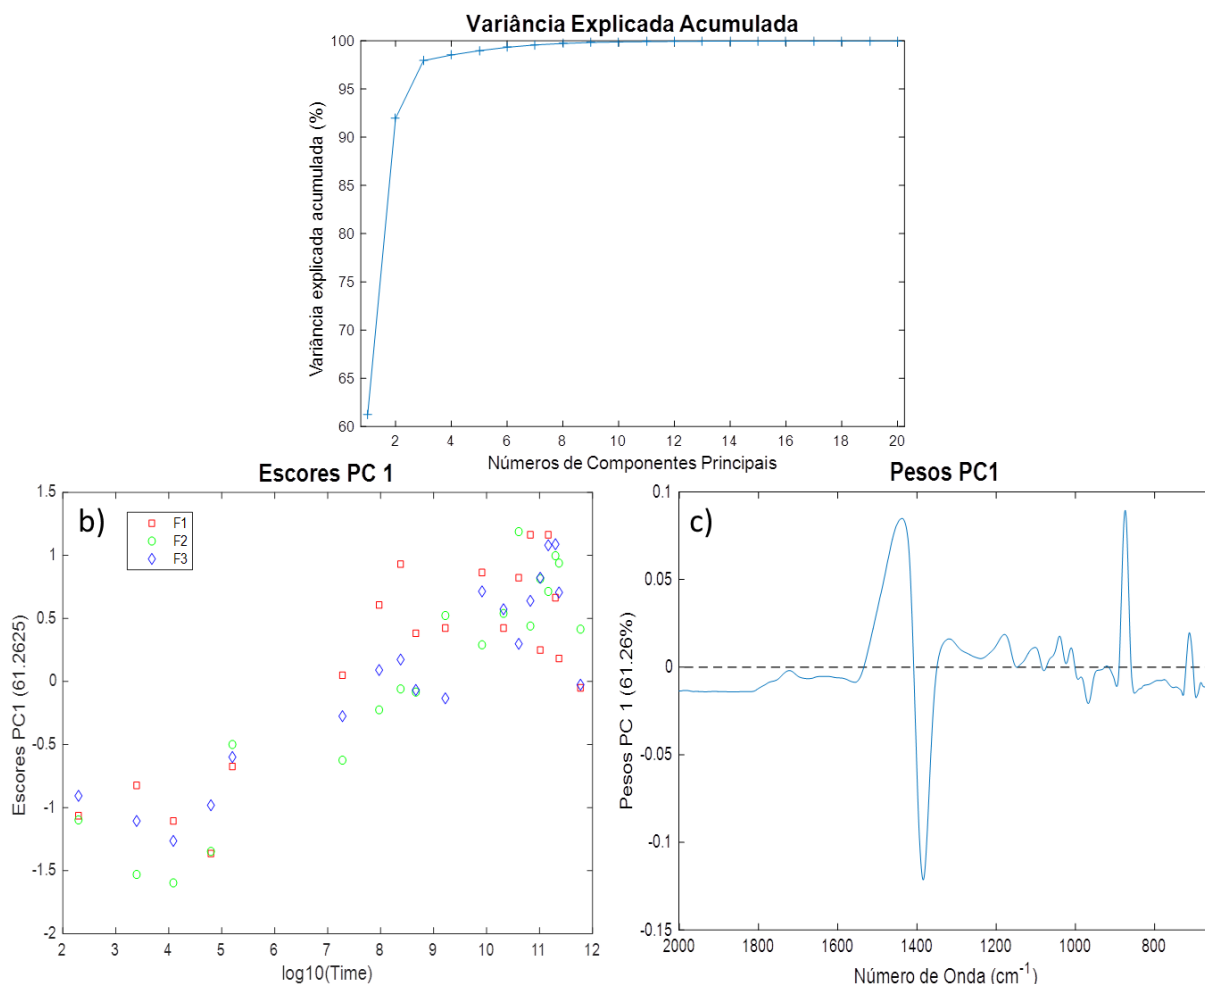 Variância Explicada Acumulada
Variância explicada acumulada (%)
100
95
90
85
80
75
70
65
60
2 4 6 8 10 12 14 16 18 20
Números de Componentes Principais
Escores PC 1
b)
F1
F2
F3
Escores PC1 (61.2625)
1.5
1
0.5
0
-0.5
-1
-1.5
-2
2 3 4 5 6 7 8 9 10 11 12
log10(Time)
Pesos PC1
c)
Pesos PC 1 (61.26%)
0.1
0.05
0
-0.05
-0.1
-0.15
2000 1800 1600 1400 1200 1000 800
Número de Onda (cm⁻¹)